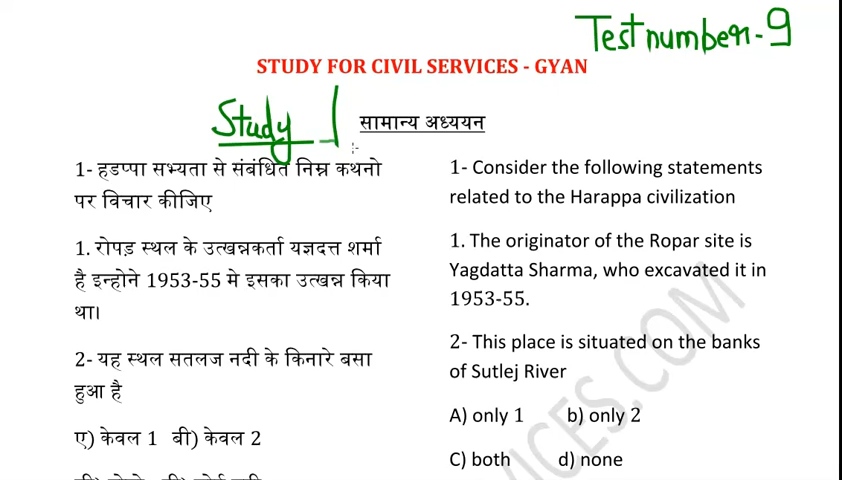 Test number-9
STUDY FOR CIVIL SERVICES - GYAN
Study 1
सामान्य अध्ययन
1- हडप्पा सभ्यता से संबंधित निम्न कथनो
पर विचार कीजिए
1. रोपड़ स्थल के उत्खन्नकर्ता यज्ञदत्त शर्मा
है इन्होने 1953-55 मे इसका उत्खन्न किया
था।
2- यह स्थल सतलज नदी के किनारे बसा
हुआ है
ए) केवल 1 बी) केवल 2
1- Consider the following statements
related to the Harappa civilization
1. The originator of the Ropar site is
Yagdatta Sharma, who excavated it in
1953-55.
2- This place is situated on the banks
of Sutlej River
A) only 1 b) only 2
C) both d) none